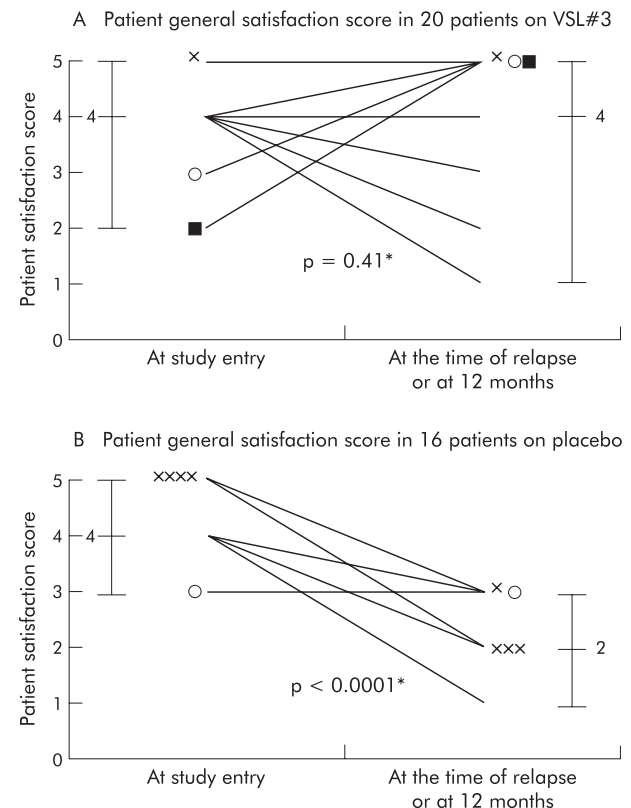 A Patient general satisfaction score in 20 patients on VSL#3
Patient satisfaction score
5
4
3
2
1
0
4
4
p = 0.41*
At study entry
At the time of relapse
or at 12 months
B Patient general satisfaction score in 16 patients on placebo
Patient satisfaction score
5
4
3
2
1
0
4
2
p < 0.0001*
At study entry
At the time of relapse
or at 12 months